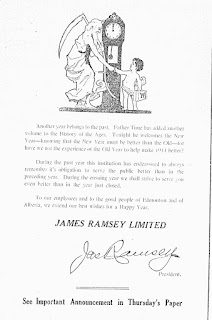 Another year belongs to the past. Father Time has added another
volume to the History of the Ages. Tonight he welcomes the New
Year—knowing that the New Year must be better than the Old—for
have we not the experience of the Old Year to help make 1914 better?
During the past year this institution has endeavored to always
remember it's obligation to serve the public better than in the
preceding year. During the ensuing year we shall strive to serve you
even better than in the year just closed.
To our employees and to the good people of Edmonton and of
Alberta, we extend our best wishes for a Happy Year.
JAMES RAMSEY LIMITED
Jas Ramsey
President.
See Important Announcement in Thursday's Paper